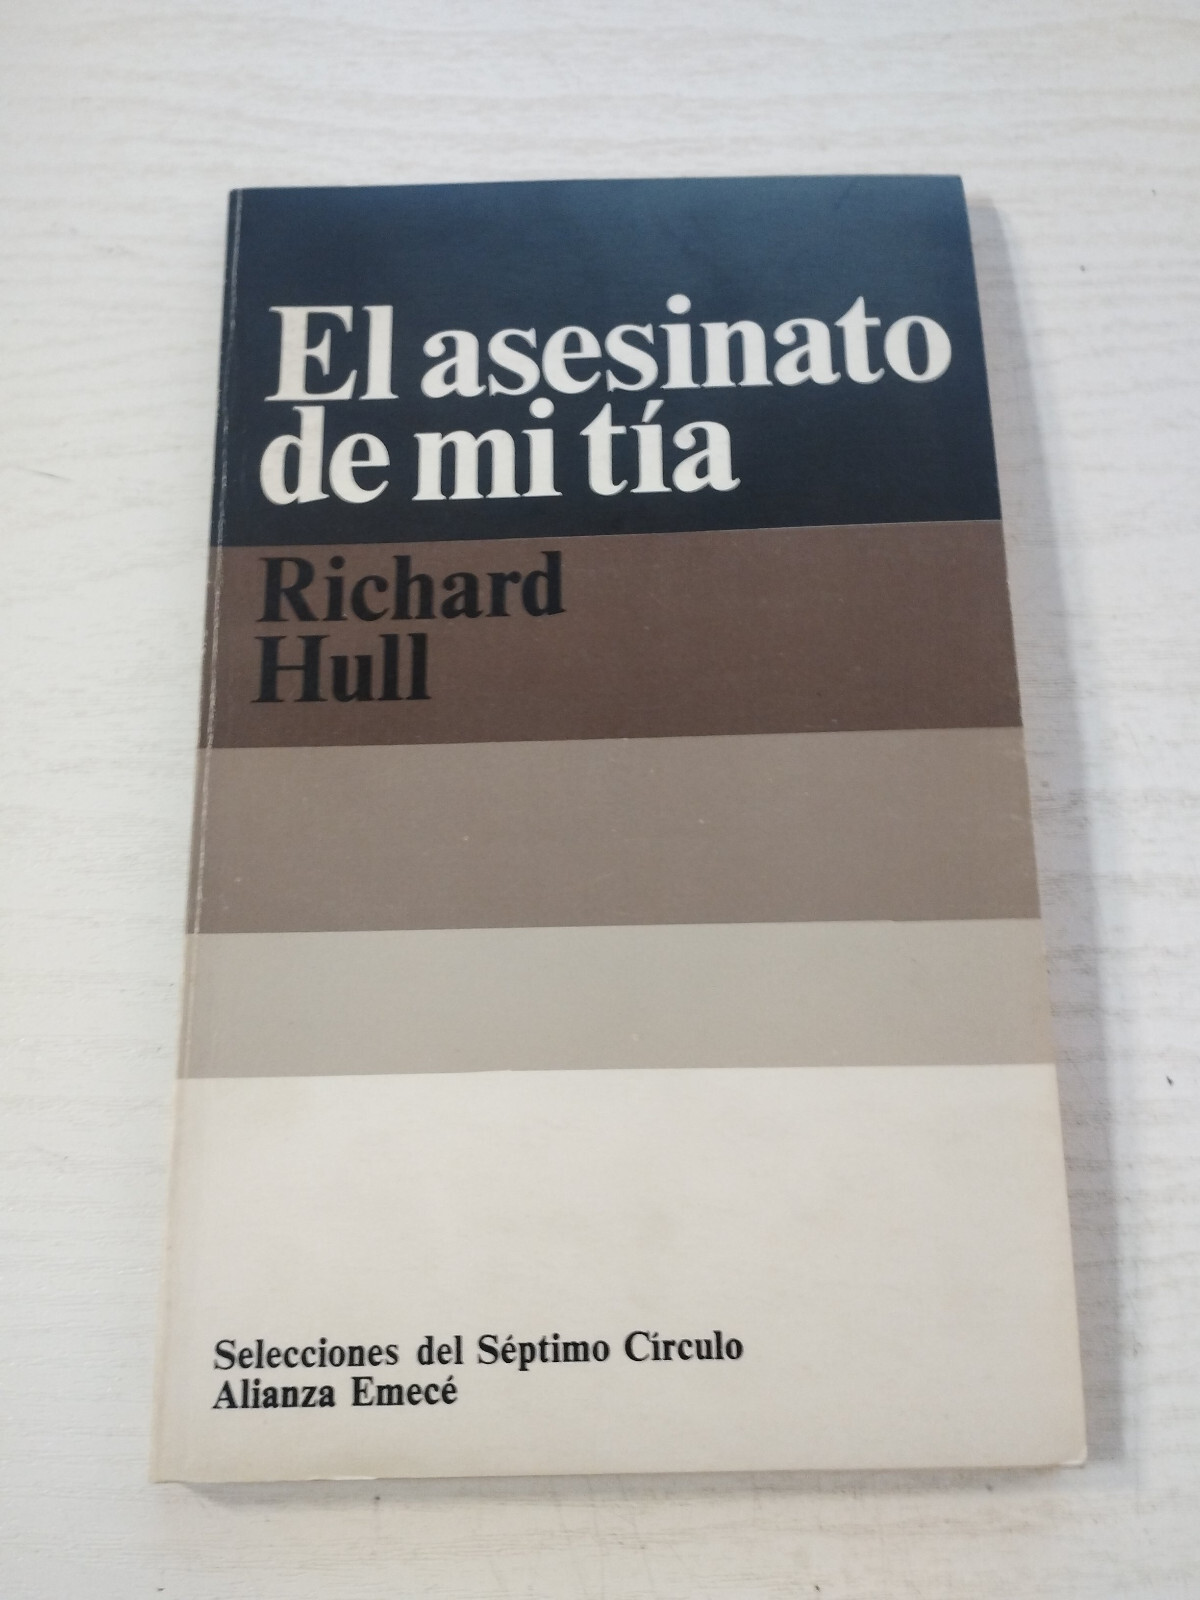 El asesinato
de mi tía
Richard
Hull
Selecciones del Séptimo Círculo
Alianza Emecé